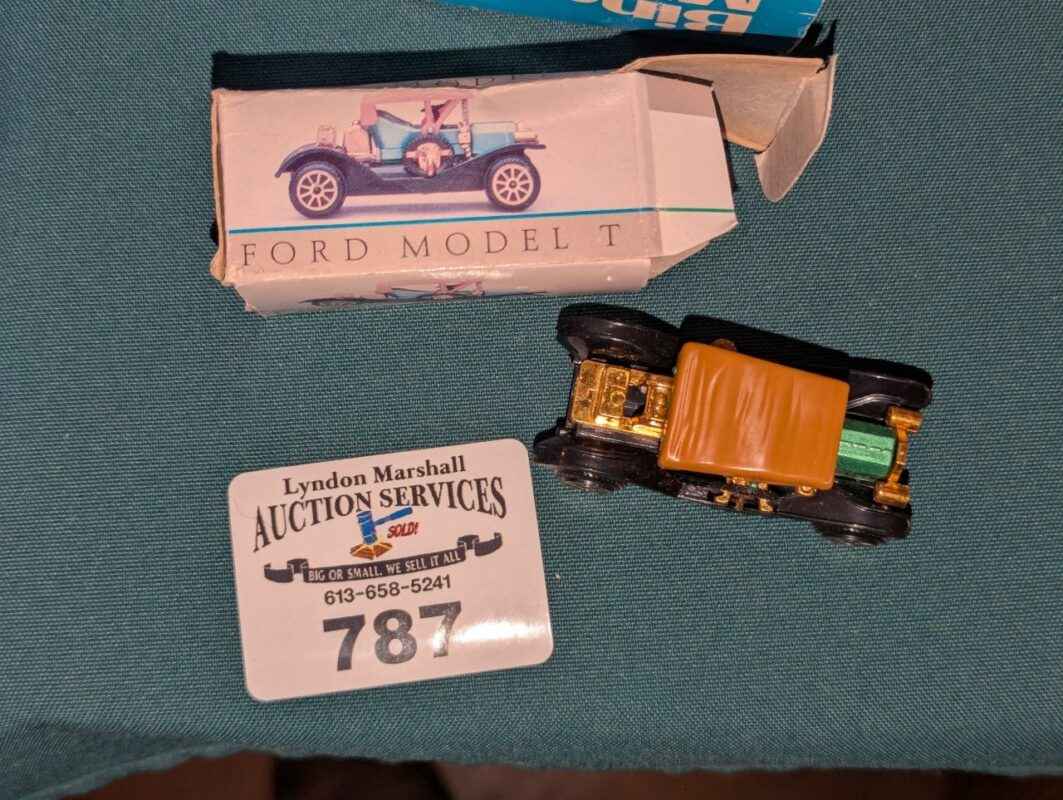 FORD MODEL T
Lyndon Marshall
AUCTION SERVICES
SOLD!
BIG OR SMALL, WE SELL IT ALL
613-658-5241
787